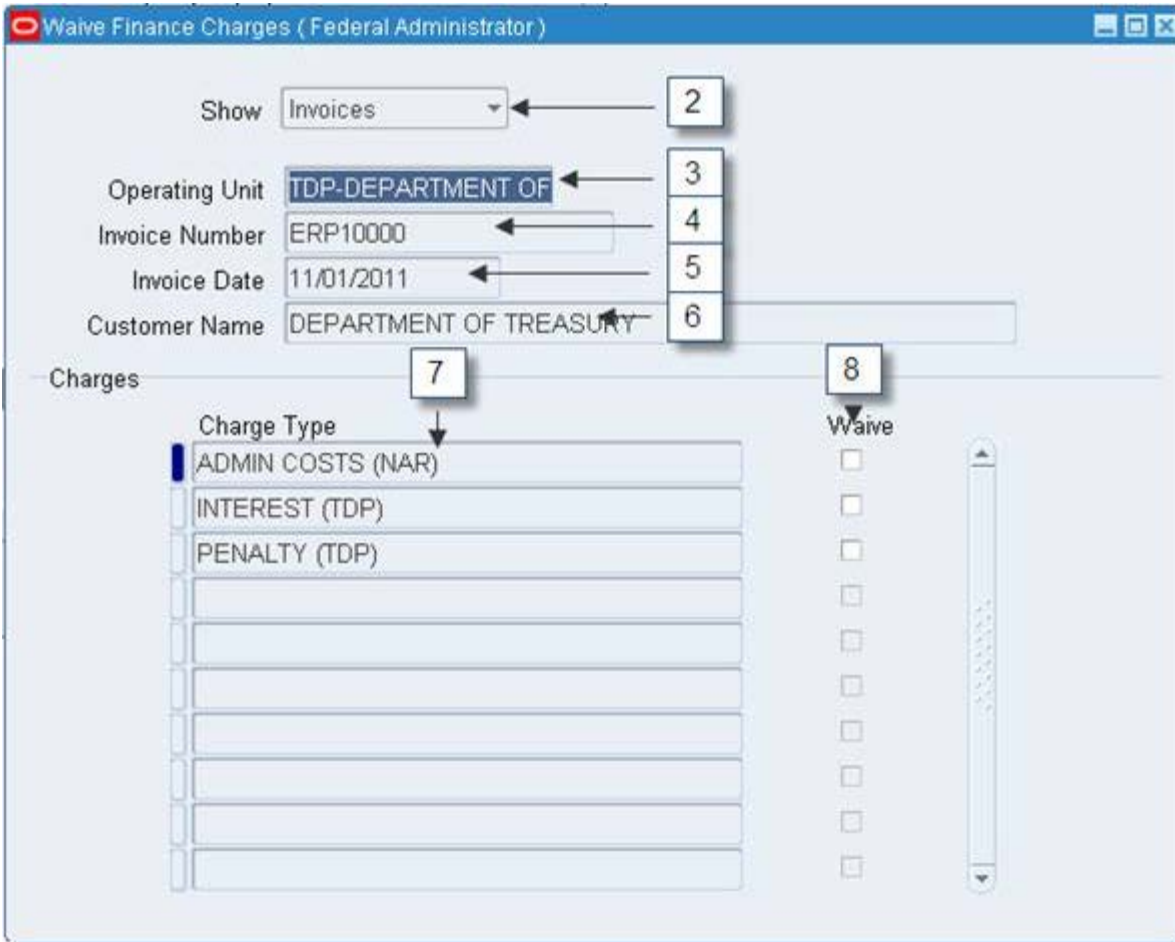 Waive Finance Charges ( Federal Administrator )
Show Invoices 2
Operating Unit TDP-DEPARTMENT OF 3
Invoice Number ERP10000 4
Invoice Date 11/01/2011 5
Customer Name DEPARTMENT OF TREASURY 6
Charges 7 8
Charge Type Waive
ADMIN COSTS (NAR)
INTEREST (TDP)
PENALTY (TDP)